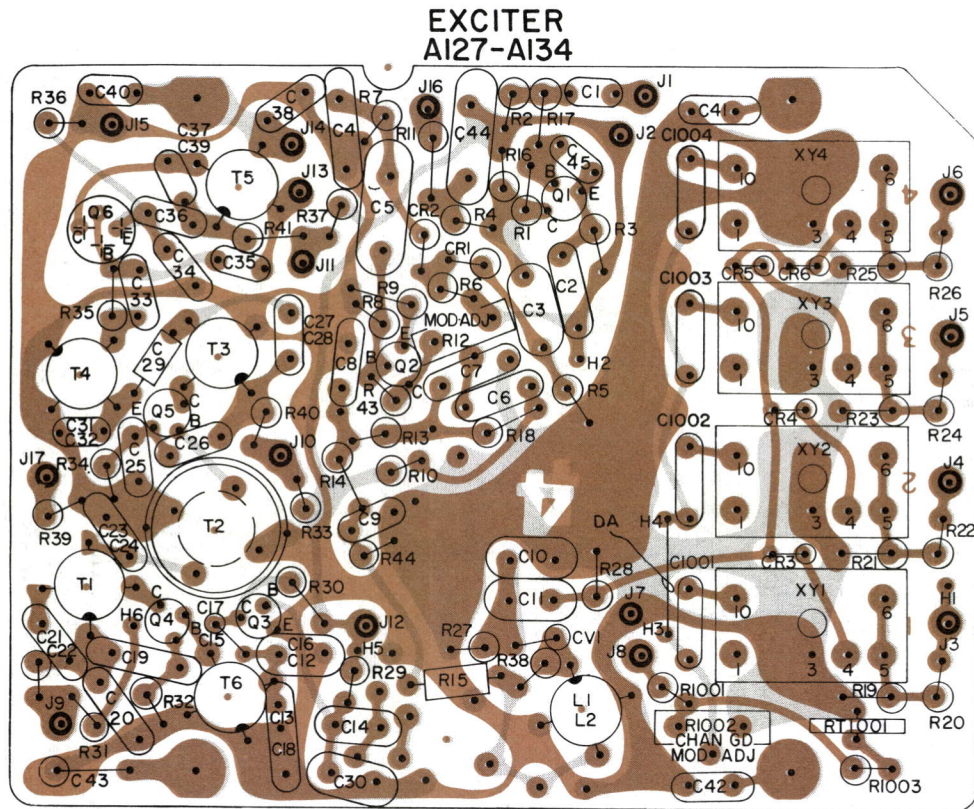 EXCITER
A127-A134
R36
C40
J15
C37
C39
C
38
J14
J13
T5
R7
C4
R11
J16
C44
R2
R17
C1
J1
J2
C41
C1004
XY4
10
6
4
1
3
4
5
J6
R16
C
45
B
Q1
E
C
R1
R4
R3
CR2
CR1
C5
R37
Q6
C
E
B
C36
R41
C
34
C35
J11
C
33
R35
R9
R8
R6
C3
C2
C1003
CR5
CR6
R25
R26
XY3
10
6
3
1
3
4
5
J5
MOD ADJ
R12
E
B
Q2
C
R
43
C8
C27
C28
T3
C
29
T4
C7
C6
H2
R5
E
C
Q5
B
C26
C31
C32
C
25
R34
J17
R40
J10
R14
R13
R18
R10
C1002
CR4
R23
R24
XY2
10
6
2
1
3
4
5
J4
R39
C23
C24
T2
R33
C9
R44
4
DA
H4
C10
C11
R28
C1001
CR3
R21
R22
XY1
10
6
1
1
3
4
5
H1
J3
T1
C21
C22
H6
C
Q4
B
C17
C15
C
Q3
B
E
R30
J12
C16
C12
H5
R29
R27
R38
CV1
J7
H3
J8
C19
C
20
R32
T6
C13
C18
C14
R15
L1
L2
R1001
R1002
CHAN GD
MOD ADJ
R19
R20
RT1001
J9
R31
C43
C30
C42
R1003